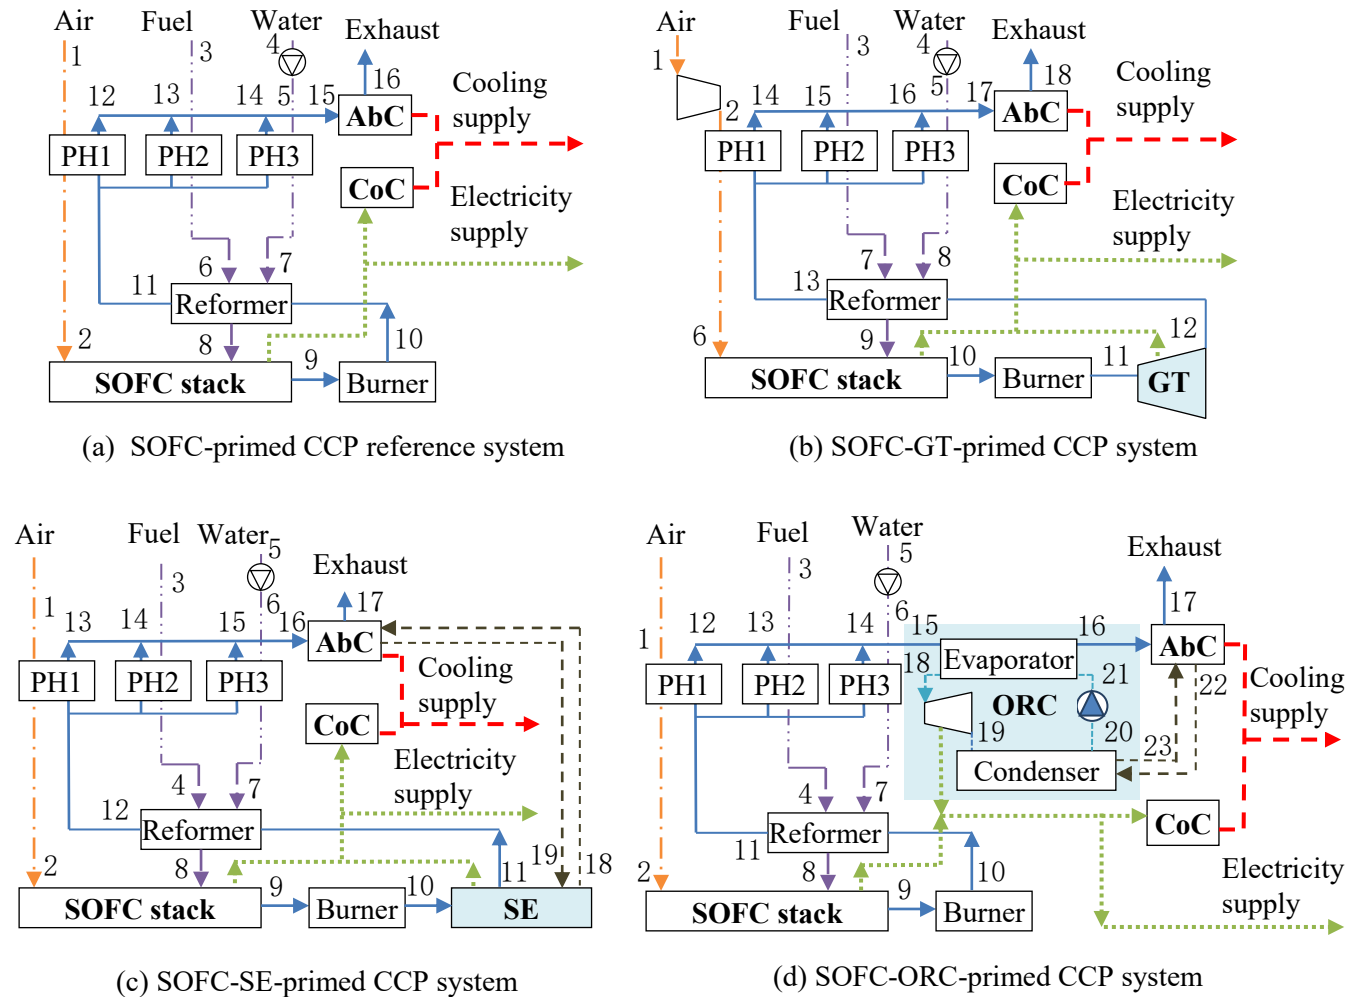 Air
Fuel
Water
Exhaust
1
3
4
5
12
13
14
15
16
Cooling
supply
AbC
PH1
PH2
PH3
CoC
Electricity
supply
6
7
11
Reformer
2
8
9
10
SOFC stack
Burner
(a) SOFC-primed CCP reference system
Air
Fuel
Water
Exhaust
1
3
4
5
2
14
15
16
17
18
Cooling
supply
AbC
PH1
PH2
PH3
CoC
Electricity
supply
7
8
13
Reformer
6
9
10
11
12
SOFC stack
Burner
GT
(b) SOFC-GT-primed CCP system
Air
Fuel
Water
Exhaust
1
3
5
6
13
14
15
16
17
AbC
PH1
PH2
PH3
Cooling
supply
CoC
Electricity
supply
4
7
12
Reformer
2
8
9
10
11
19
18
SOFC stack
Burner
SE
(c) SOFC-SE-primed CCP system
Air
Fuel
Water
Exhaust
1
3
5
6
12
13
14
15
16
17
Evaporator
AbC
PH1
PH2
PH3
18
21
22
Cooling
supply
ORC
19
20
23
Condenser
4
7
CoC
11
Reformer
2
8
9
10
Electricity
supply
SOFC stack
Burner
(d) SOFC-ORC-primed CCP system